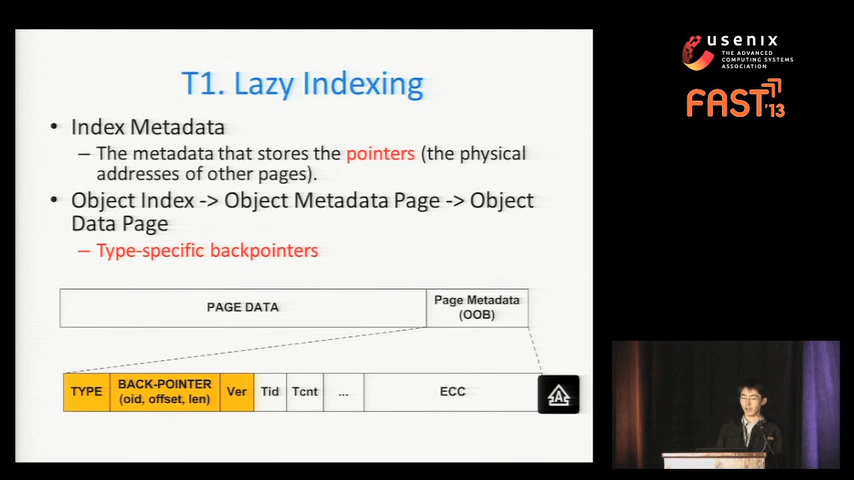 T1. Lazy Indexing
• Index Metadata
– The metadata that stores the pointers (the physical
addresses of other pages).
• Object Index -> Object Metadata Page -> Object
Data Page
– Type-specific backpointers
PAGE DATA
Page Metadata
(OOB)
TYPE
BACK-POINTER
(oid, offset, len)
Ver
Tid
Tcnt
...
ECC
usenix
THE ADVANCED
COMPUTING SYSTEMS
ASSOCIATION
FAST'13